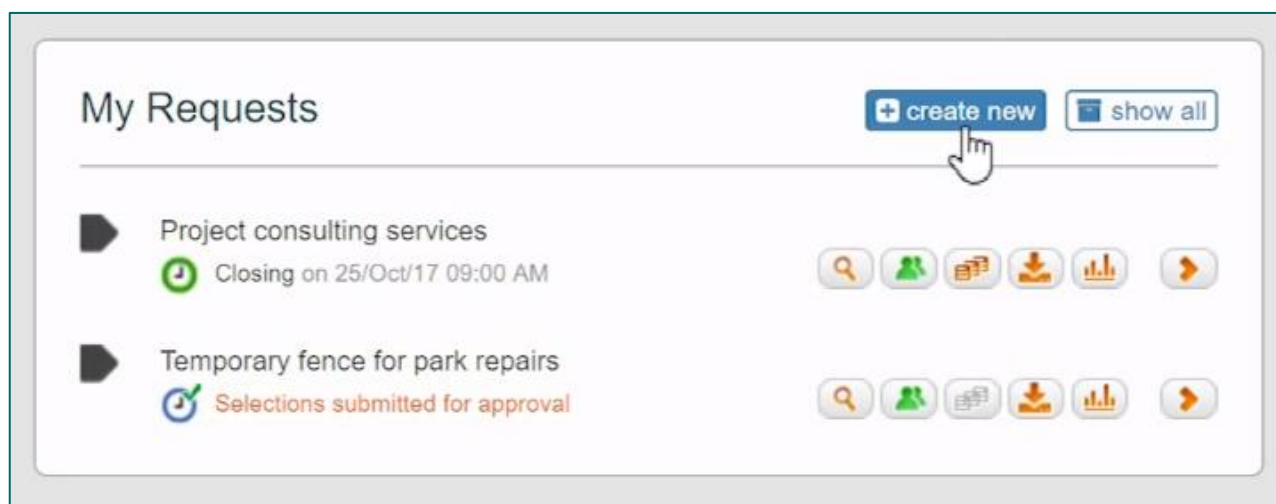 My Requests
create new
show all
Project consulting services
Closing on 25/Oct/17 09:00 AM
Temporary fence for park repairs
Selections submitted for approval